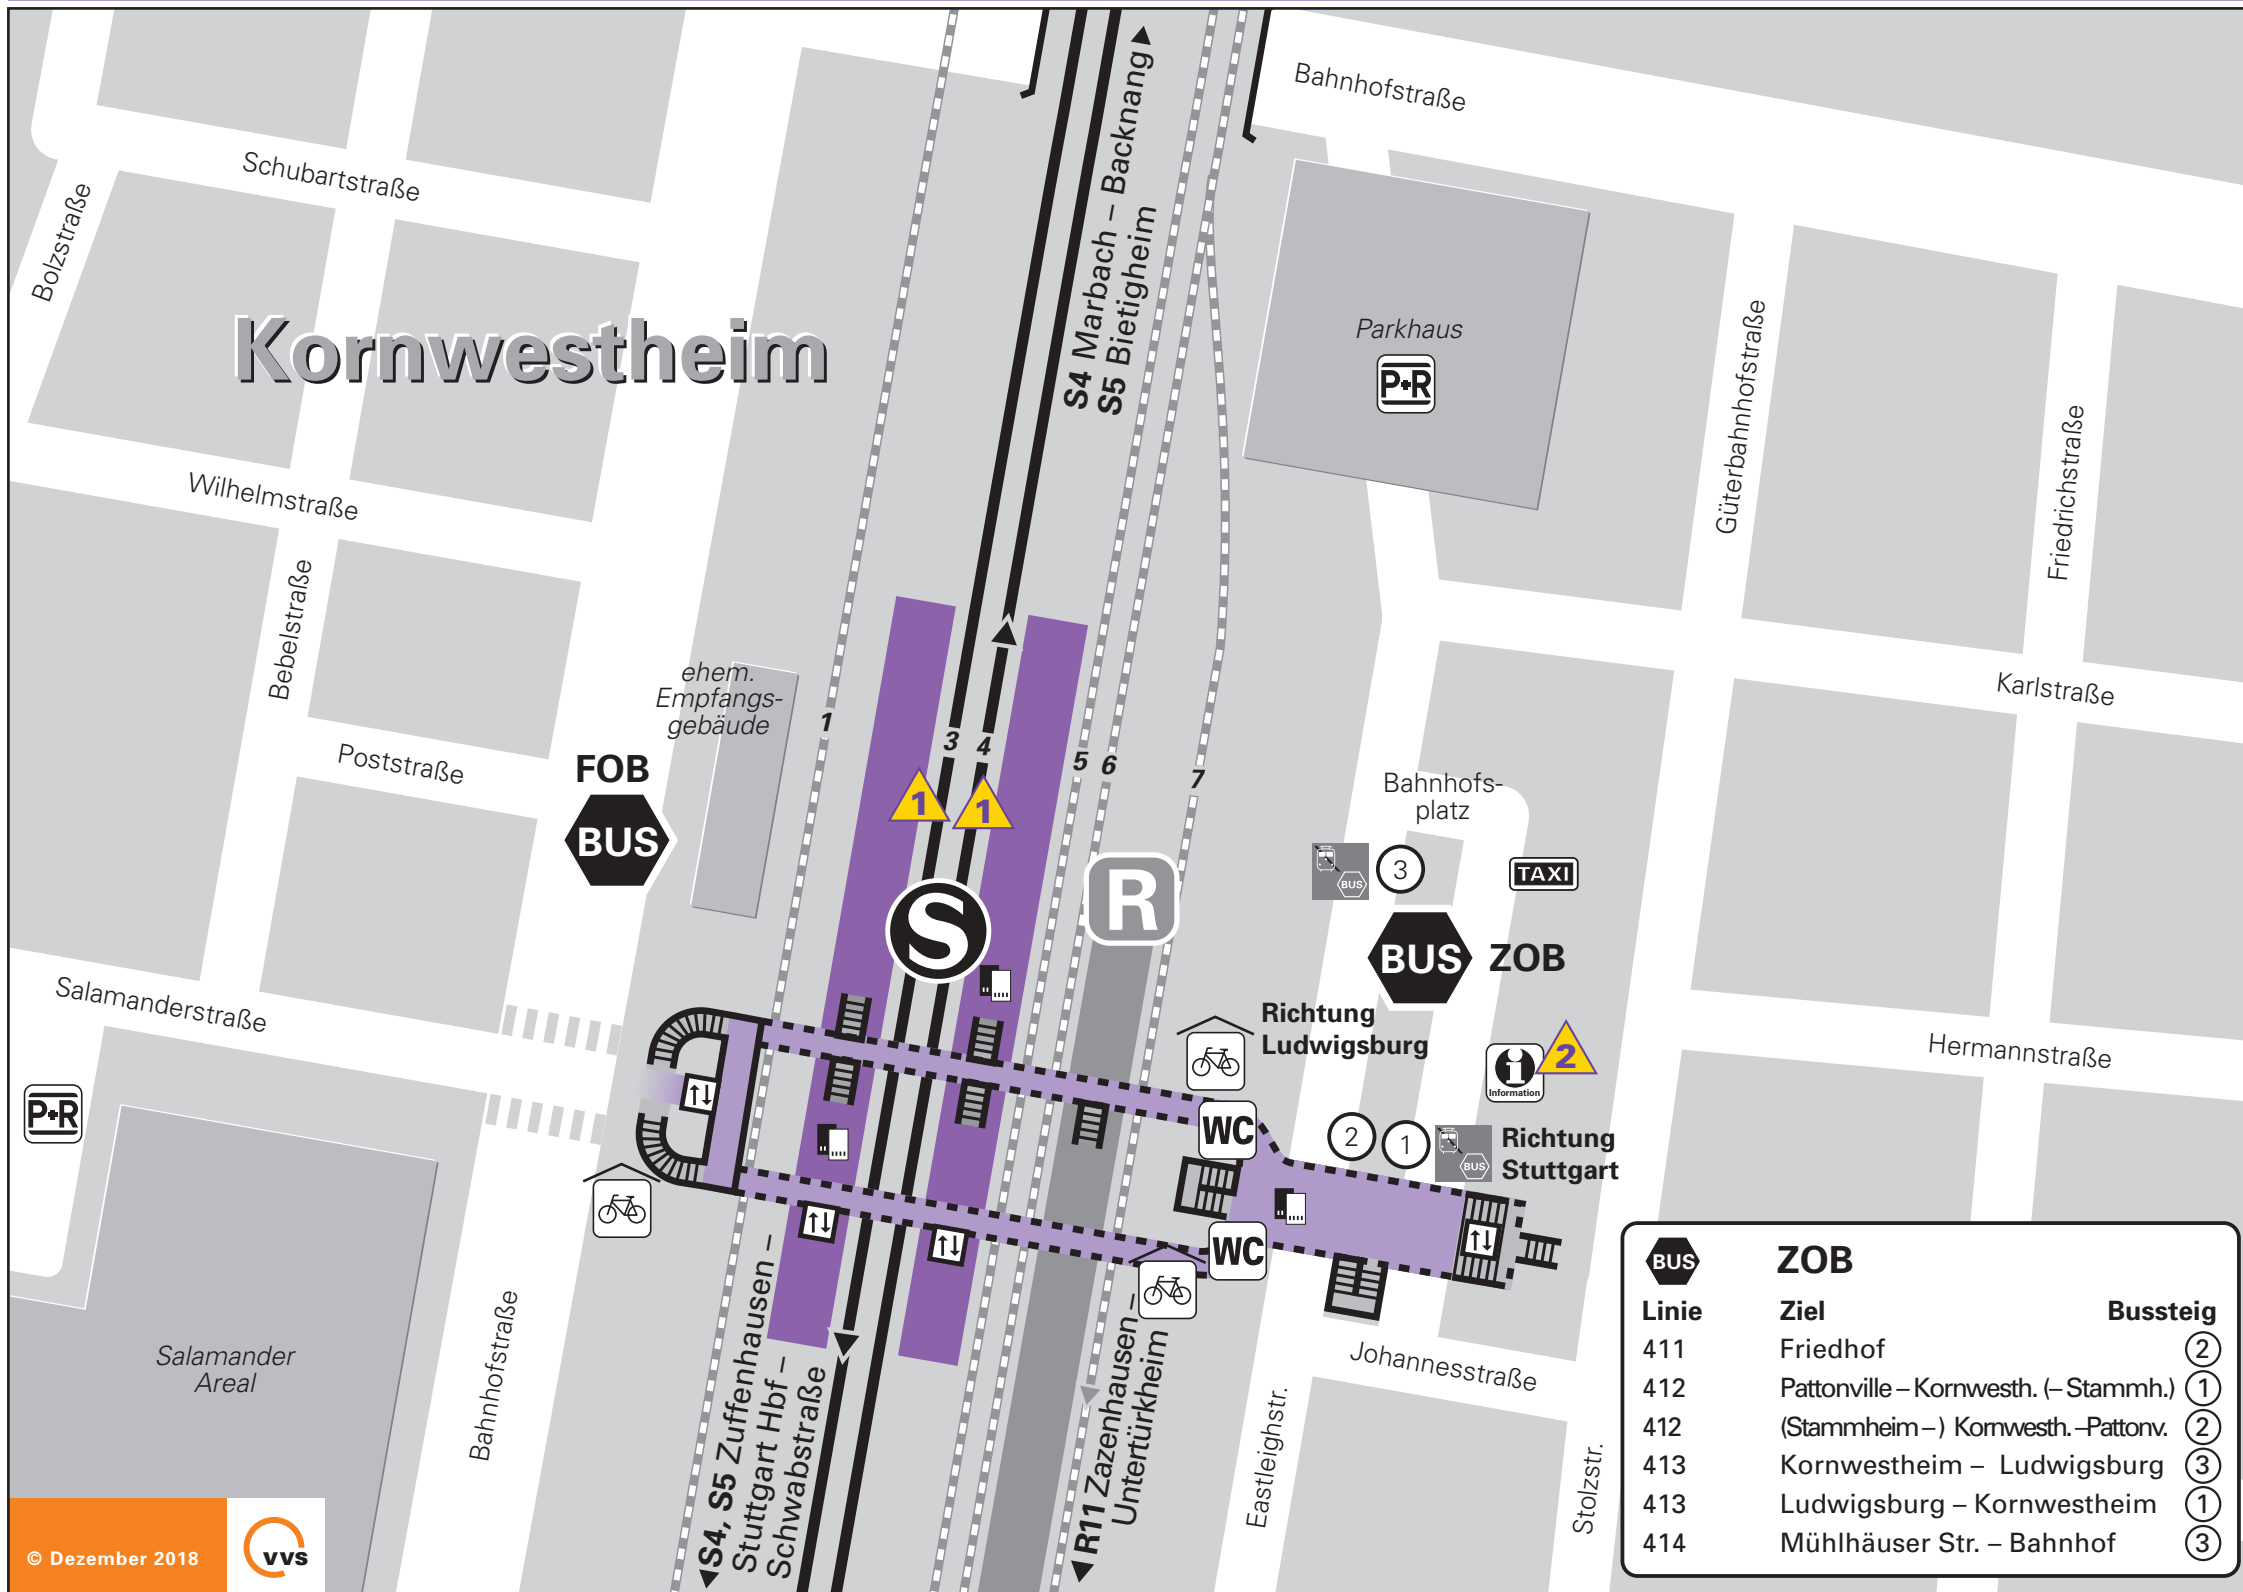 Bahnhofstraße
Schubartstraße
Bolzstraße
S4 Marbach – Backnang
S5 Bietigheim
Kornwestheim
Parkhaus
P+R
Güterbahnhofstraße
Friedrichstraße
Wilhelmstraße
Bebelstraße
ehem.
Empfangs-
gebäude
Karlstraße
Poststraße
FOB
BUS
1
3
4
5
6
7
1
1
Bahnhofs-
platz
BUS
3
TAXI
S
R
BUS ZOB
Salamanderstraße
Richtung
Ludwigsburg
i
Information
2
Hermannstraße
P+R
WC
2
1
BUS
Richtung
Stuttgart
WC
Salamander
Areal
Bahnhofstraße
S4, S5 Zuffenhausen –
Stuttgart Hbf –
Schwabstraße
R11 Zazenhausen –
Untertürkheim
Johannesstraße
Eastleighstr.
Stolzstr.
BUS ZOB
Linie Ziel Bussteig
411 Friedhof 2
412 Pattonville – Kornwesth. (– Stammh.) 1
412 (Stammheim – ) Kornwesth. –Pattonv. 2
413 Kornwestheim – Ludwigsburg 3
413 Ludwigsburg – Kornwestheim 1
414 Mühlhäuser Str. – Bahnhof 3
© Dezember 2018
vvs